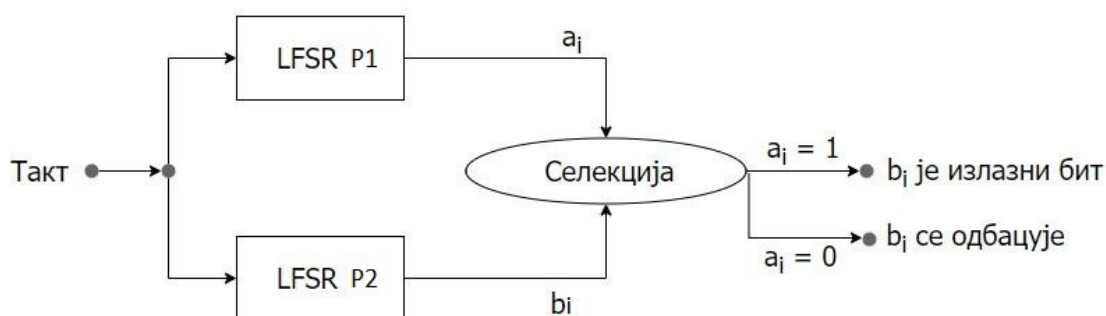 LFSR P1
aᵢ
Такт
Селекција
aᵢ = 1
bᵢ је излазни бит
bᵢ се одбацује
aᵢ = 0
LFSR P2
bi